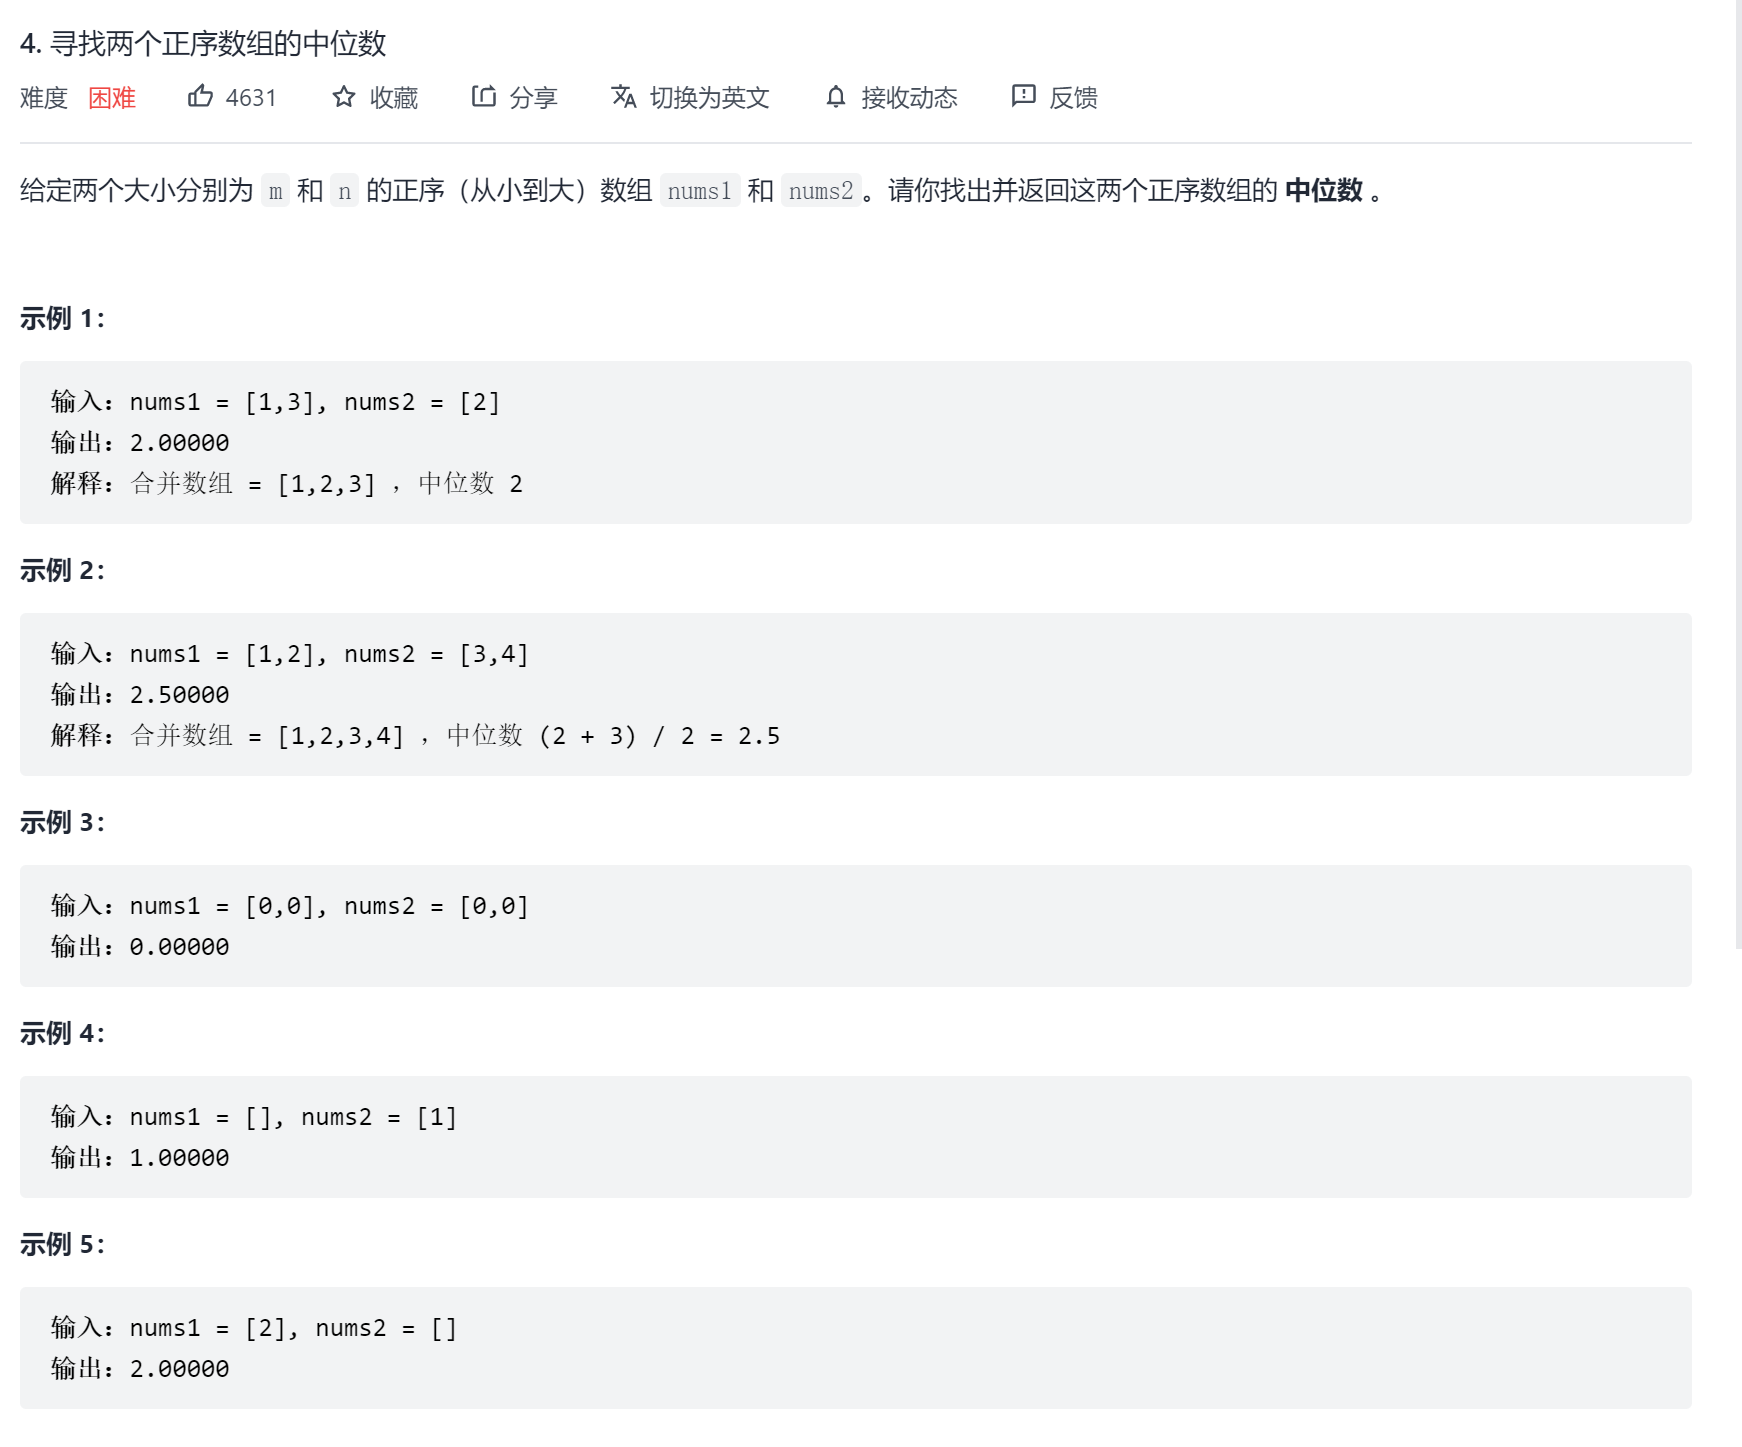 4. 寻找两个正序数组的中位数
难度 困难 4631 收藏 分享 切换为英文 接收动态 反馈
给定两个大小分别为 m 和 n 的正序（从小到大）数组 nums1 和 nums2。请你找出并返回这两个正序数组的 中位数 。
示例 1：
输入：nums1 = [1,3], nums2 = [2]
输出：2.00000
解释：合并数组 = [1,2,3] ，中位数 2
示例 2：
输入：nums1 = [1,2], nums2 = [3,4]
输出：2.50000
解释：合并数组 = [1,2,3,4] ，中位数 (2 + 3) / 2 = 2.5
示例 3：
输入：nums1 = [0,0], nums2 = [0,0]
输出：0.00000
示例 4：
输入：nums1 = [], nums2 = [1]
输出：1.00000
示例 5：
输入：nums1 = [2], nums2 = []
输出：2.00000